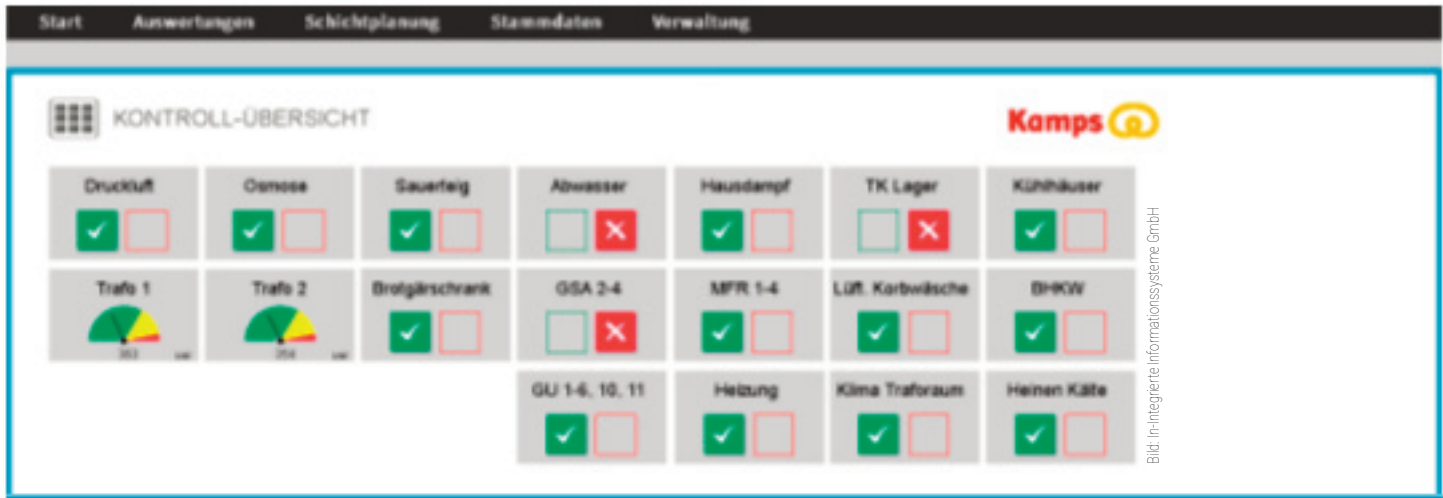 Start Auswertungen Schichtplanung Stammdaten Verwaltung
KONTROLL-ÜBERSICHT
Kamps
Druckluft Osmose Sauerteig Abwasser Hausdampf TK Lager Kühlhäuser
Trafo 1 Trafo 2 Brotgärschrank GSA 2-4 MFR 1-4 Lüft. Korbwäsche BHKW
GU 1-6, 10, 11 Heizung Klima Traforaum Heinen Kälte
Bild: In-Integrierte Informationssysteme GmbH